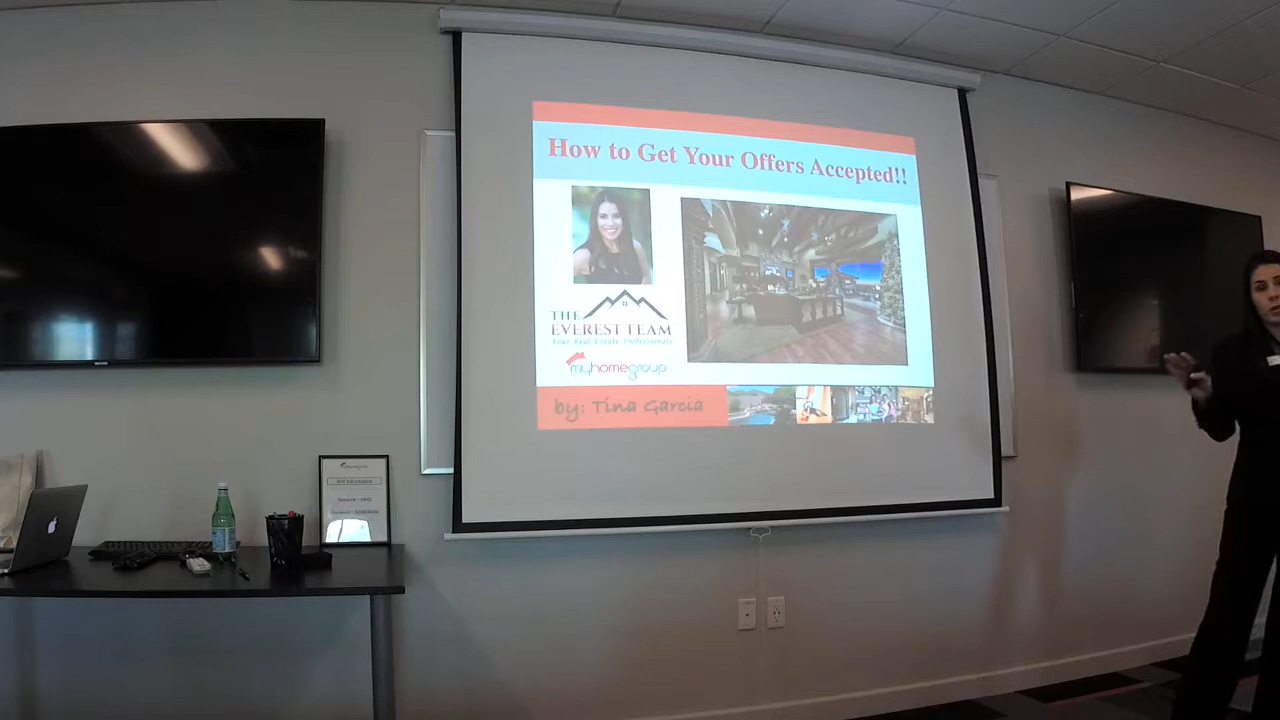 How to Get Your Offers Accepted!!
THE
EVEREST TEAM
Your Real Estate Professionals
myhomegroup
by: Tina Garcia